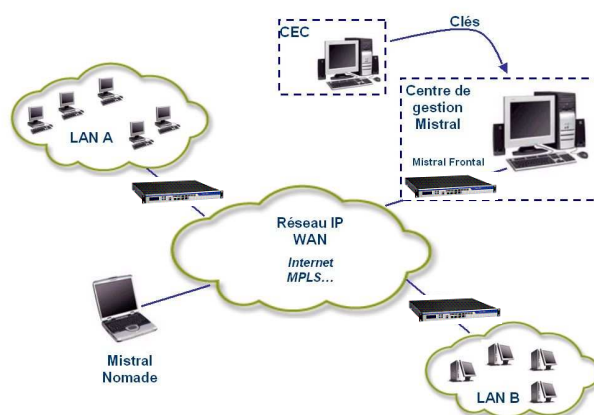 CEC
Clés
Centre de
gestion
Mistral
Mistral Frontal
LAN A
Réseau IP
WAN
Internet
MPLS...
Mistral
Nomade
LAN B